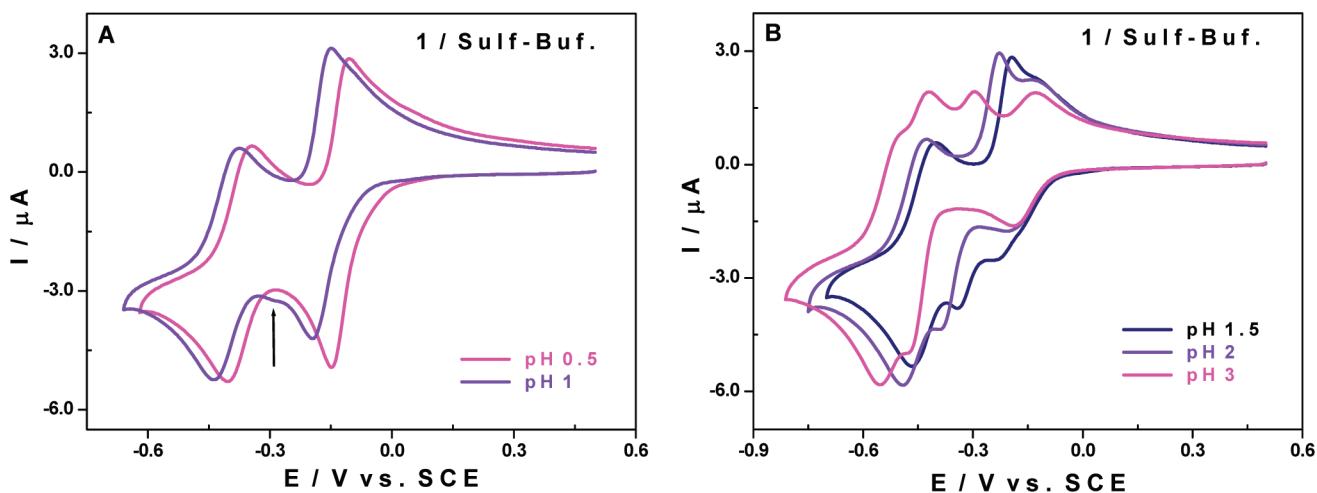 A
1 / Sulf-Buf.
3.0
0.0
-3.0
-6.0
I / μA
pH 0.5
pH 1
-0.6
-0.3
0.0
0.3
0.6
E / V vs. SCE
B
1 / Sulf-Buf.
3.0
0.0
-3.0
-6.0
I / μA
pH 1.5
pH 2
pH 3
-0.9
-0.6
-0.3
0.0
0.3
0.6
E / V vs. SCE